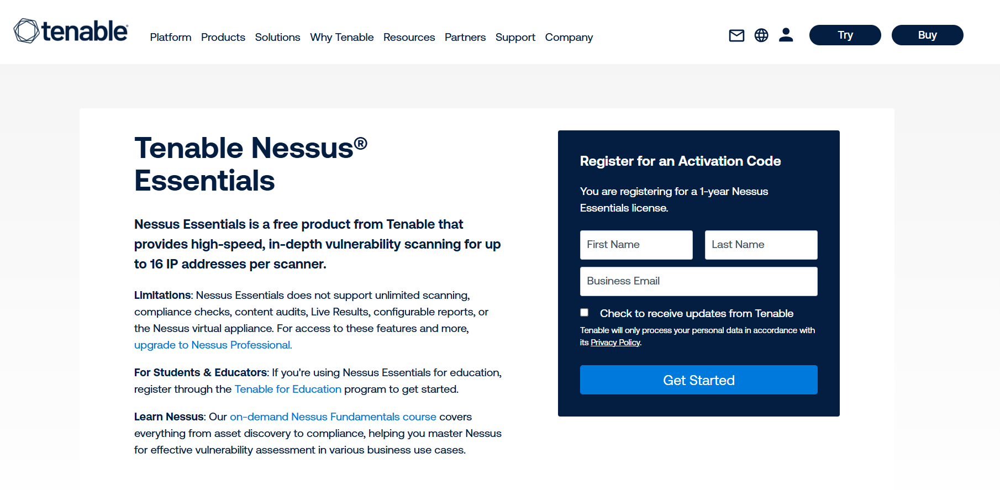 tenable
Platform Products Solutions Why Tenable Resources Partners Support Company
Try
Buy
Tenable Nessus®
Essentials
Nessus Essentials is a free product from Tenable that
provides high-speed, in-depth vulnerability scanning for up
to 16 IP addresses per scanner.
Limitations: Nessus Essentials does not support unlimited scanning,
compliance checks, content audits, Live Results, configurable reports, or
the Nessus virtual appliance. For access to these features and more,
upgrade to Nessus Professional.
For Students & Educators: If you're using Nessus Essentials for education,
register through the Tenable for Education program to get started.
Learn Nessus: Our on-demand Nessus Fundamentals course covers
everything from asset discovery to compliance, helping you master Nessus
for effective vulnerability assessment in various business use cases.
Register for an Activation Code
You are registering for a 1-year Nessus
Essentials license.
First Name
Last Name
Business Email
Check to receive updates from Tenable
Tenable will only process your personal data in accordance with
its Privacy Policy.
Get Started